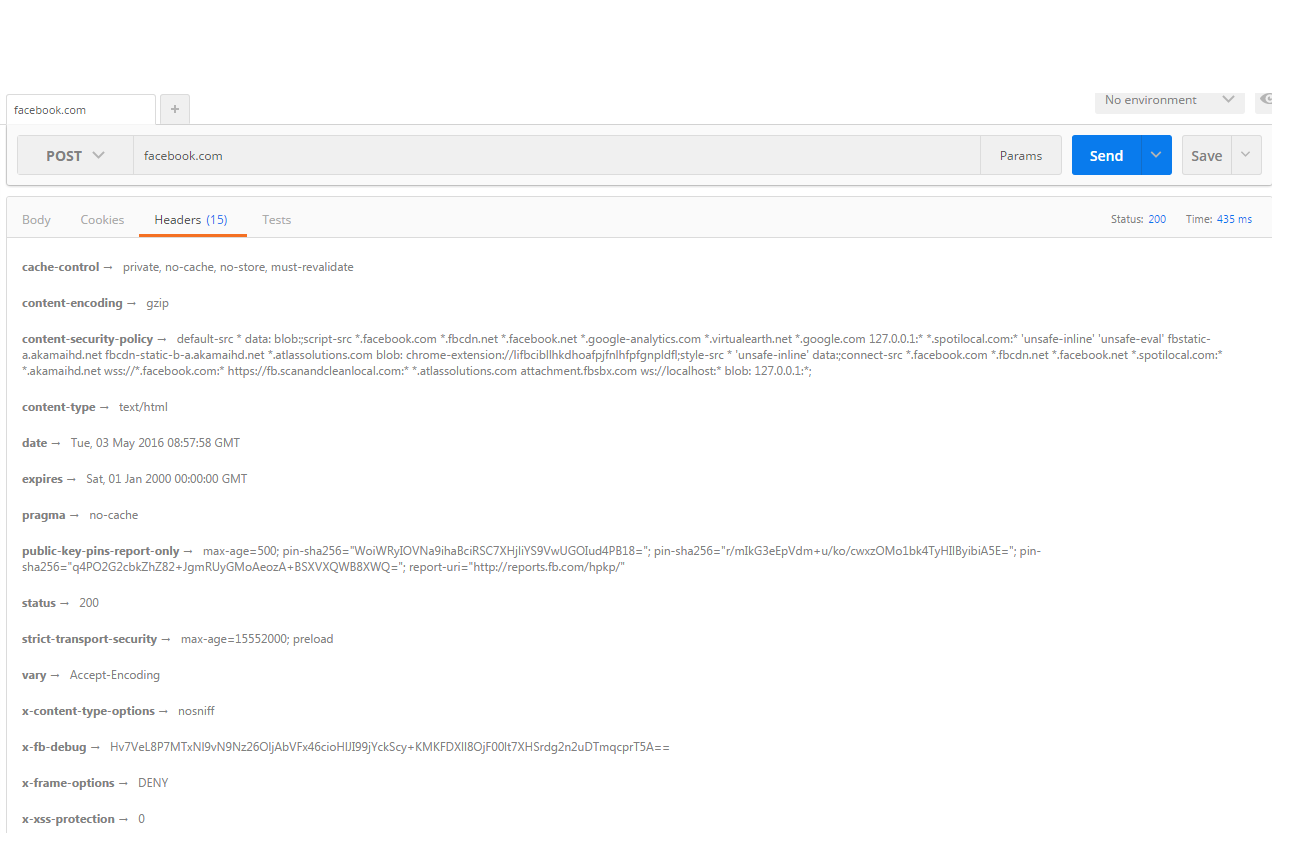 facebook.com
+
No environment
POST
facebook.com
Params
Send
Save
Body
Cookies
Headers (15)
Tests
Status: 200
Time: 435 ms
cache-control → private, no-cache, no-store, must-revalidate
content-encoding → gzip
content-security-policy → default-src * data: blob:;script-src *.facebook.com *.fbcdn.net *.facebook.net *.google-analytics.com *.virtualearth.net *.google.com 127.0.0.1:* *.spotilocal.com:* 'unsafe-inline' 'unsafe-eval' fbstatic-
a.akamaihd.net fbcdn-static-b-a.akamaihd.net *.atlassolutions.com blob: chrome-extension://lifbcibllhkdhoafpjfnlhfpfgnpldfl;style-src * 'unsafe-inline' data:;connect-src *.facebook.com *.fbcdn.net *.facebook.net *.spotilocal.com:*
*.akamaihd.net wss://*.facebook.com:* https://fb.scanandcleanlocal.com:* *.atlassolutions.com attachment.fbsbx.com ws://localhost:* blob: 127.0.0.1:*;
content-type → text/html
date → Tue, 03 May 2016 08:57:58 GMT
expires → Sat, 01 Jan 2000 00:00:00 GMT
pragma → no-cache
public-key-pins-report-only → max-age=500; pin-sha256="WoiWRyIOVNa9ihaBciRSC7XHjliYS9VwUGOIud4PB18="; pin-sha256="r/mIkG3eEpVdm+u/ko/cwxzOMo1bk4TyHIlByibiA5E="; pin-
sha256="q4PO2G2cbkZhZ82+JgmRUyGMoAeozA+BSXVXQWB8XWQ="; report-uri="http://reports.fb.com/hpkp/"
status → 200
strict-transport-security → max-age=15552000; preload
vary → Accept-Encoding
x-content-type-options → nosniff
x-fb-debug → Hv7VeL8P7MTxNl9vN9Nz26OljAbVFx46cioHIJI99jYckScy+KMKFDXIl8OjF00lt7XHSrdg2n2uDTmqcprT5A==
x-frame-options → DENY
x-xss-protection → 0